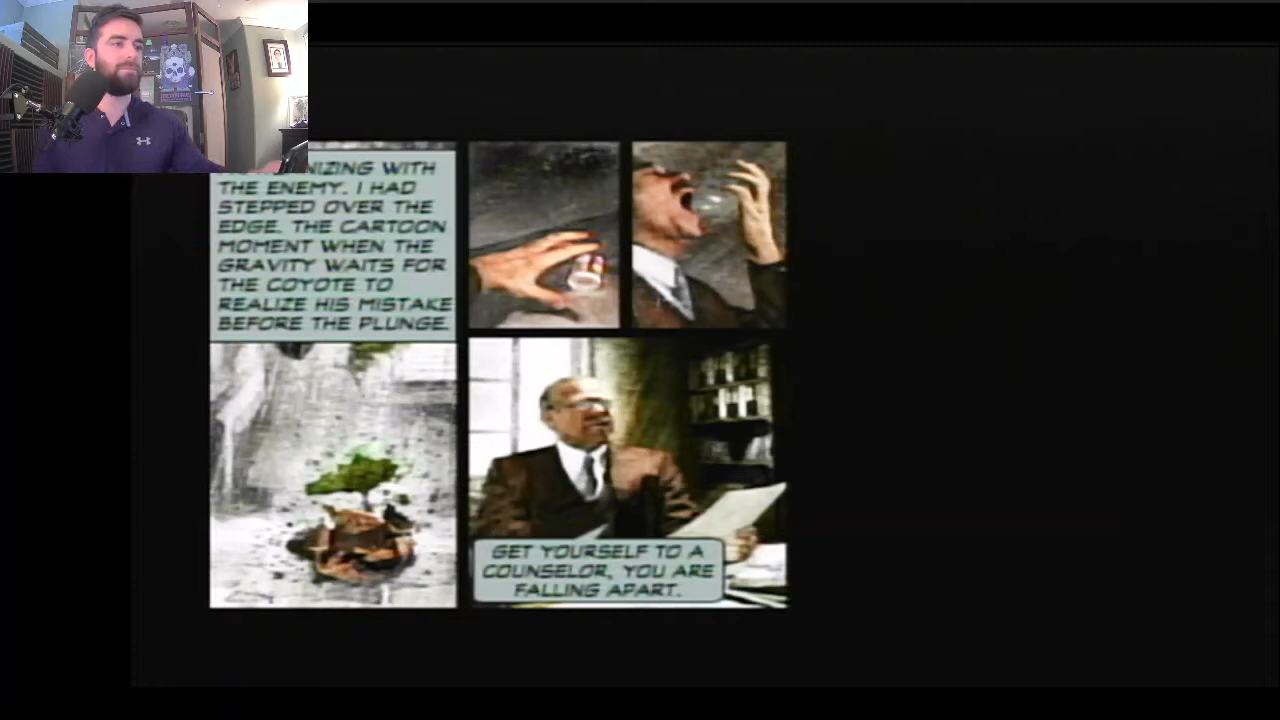 NIZING WITH
THE ENEMY. I HAD
STEPPED OVER THE
EDGE. THE CARTOON
MOMENT WHEN THE
GRAVITY WAITS FOR
THE COYOTE TO
REALIZE HIS MISTAKE
BEFORE THE PLUNGE.
GET YOURSELF TO A
COUNSELOR, YOU ARE
FALLING APART.